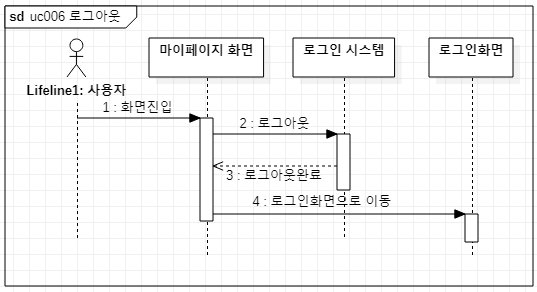 sd uc006 로그아웃
마이페이지 화면
로그인 시스템
로그인화면
Lifeline1: 사용자
1 : 화면진입
2 : 로그아웃
3 : 로그아웃완료
4 : 로그인화면으로 이동